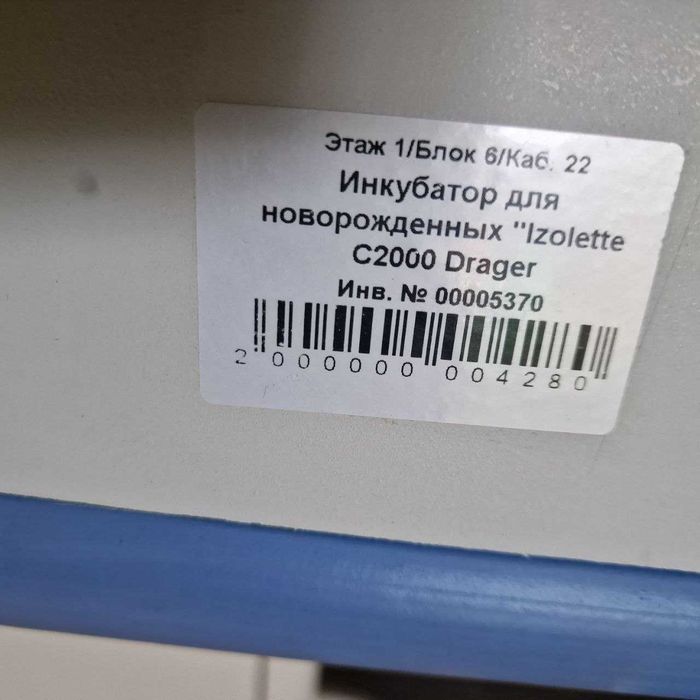 Этаж 1/Блок 6/Каб. 22
Инкубатор для
новорожденных "Izolette
C2000 Drager
Инв. № 00005370
2 000000 004280